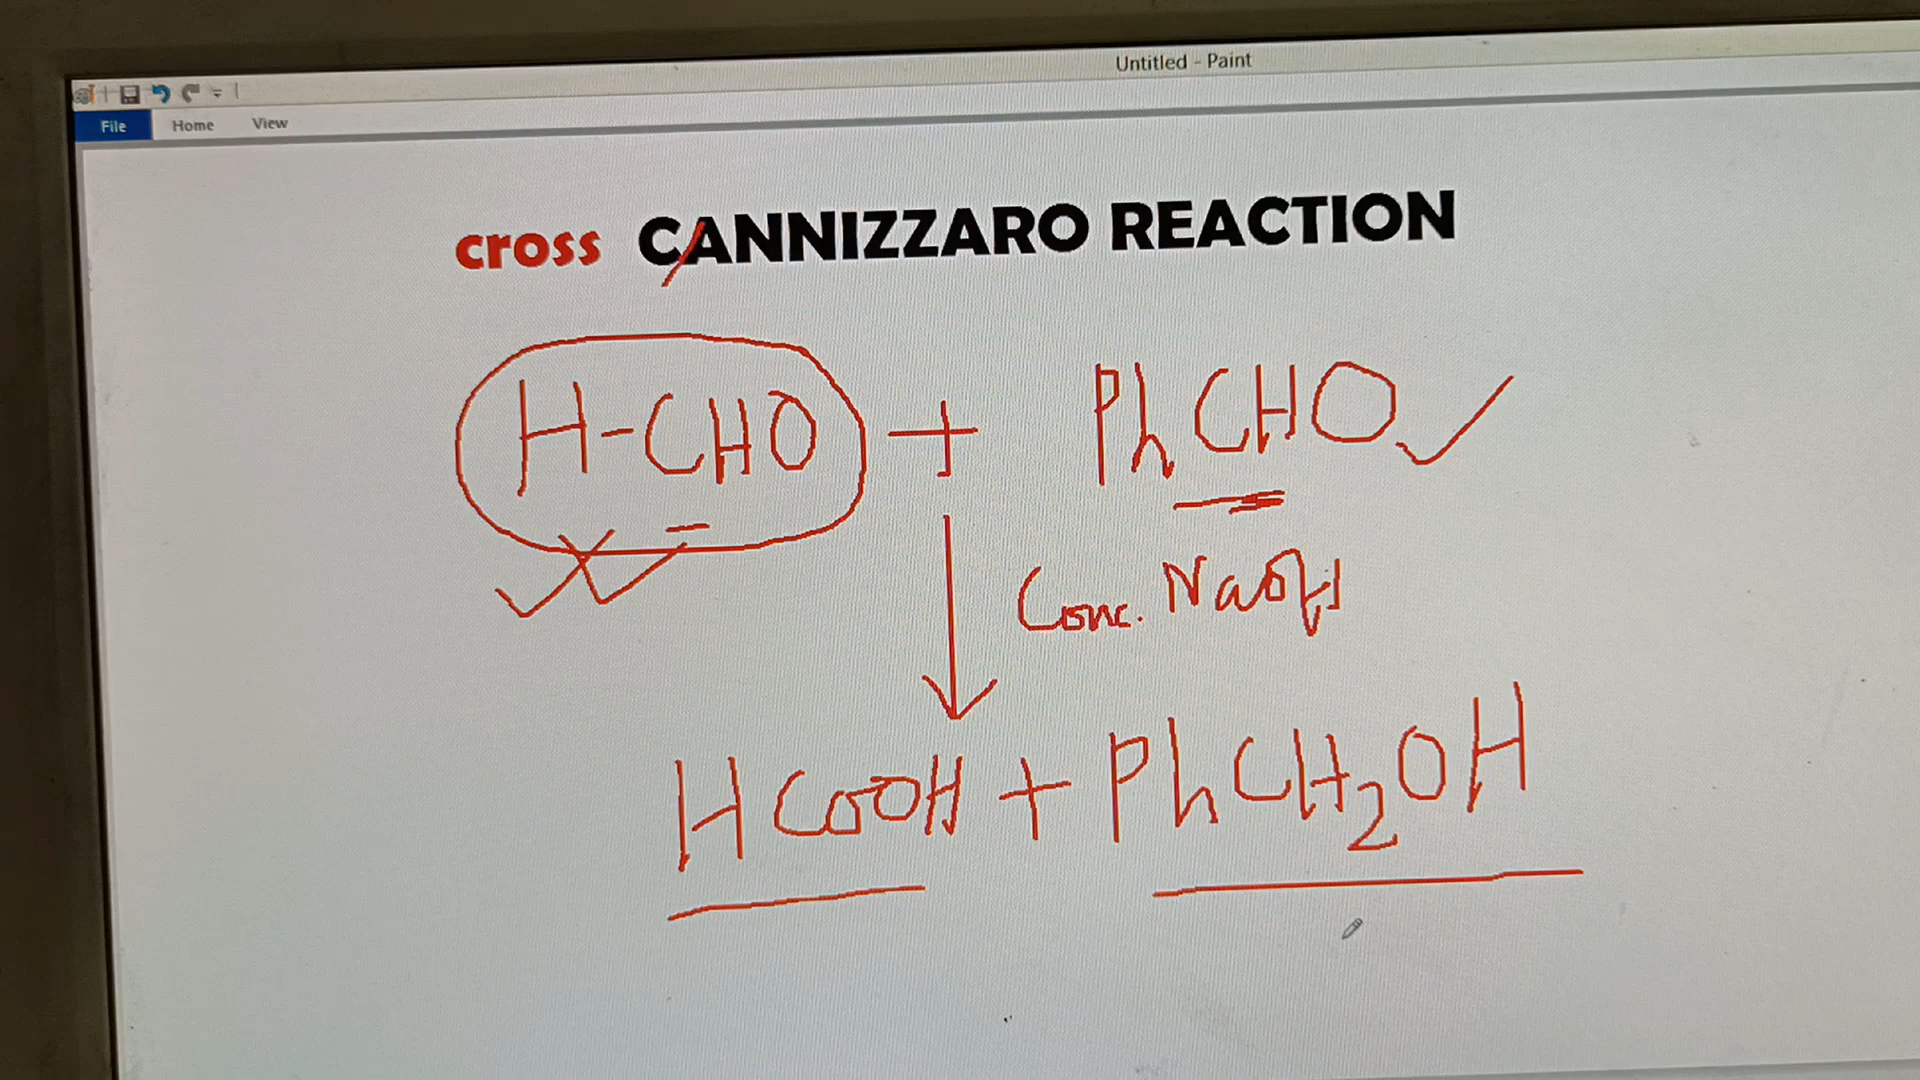 Untitled - Paint
File Home View
cross CANNIZZARO REACTION
H-CHO + PhCHO
Conc. NaOH
HCOOH + PhCH₂OH